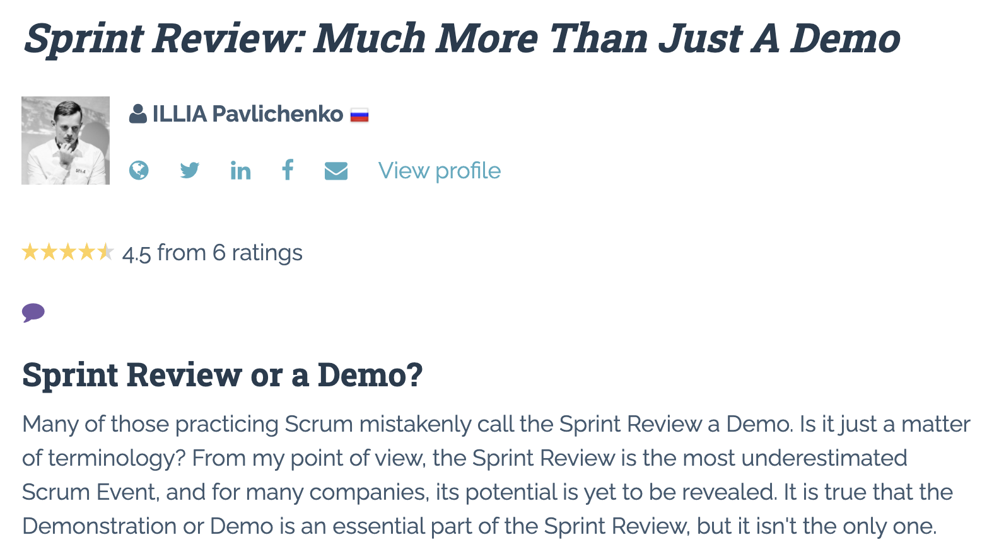 Sprint Review: Much More Than Just A Demo
ILLIA Pavlichenko
View profile
4.5 from 6 ratings
Sprint Review or a Demo?
Many of those practicing Scrum mistakenly call the Sprint Review a Demo. Is it just a matter
of terminology? From my point of view, the Sprint Review is the most underestimated
Scrum Event, and for many companies, its potential is yet to be revealed. It is true that the
Demonstration or Demo is an essential part of the Sprint Review, but it isn't the only one.